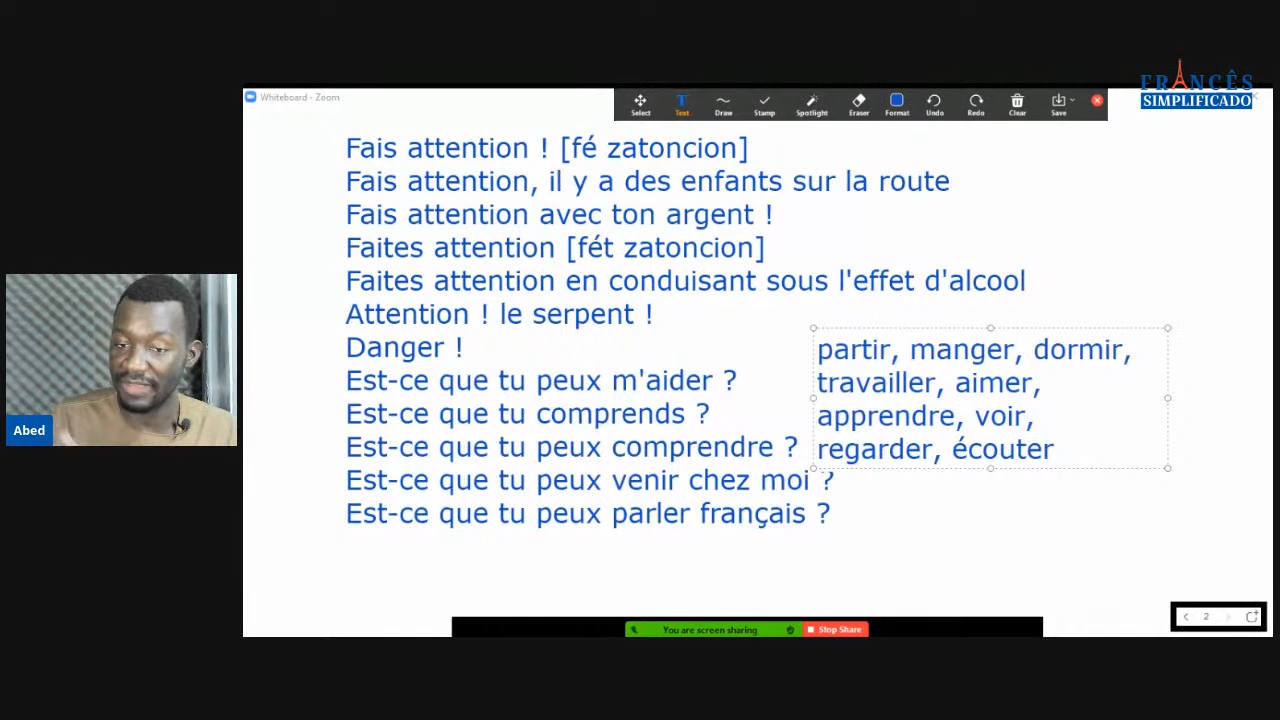 FRANCÊS
SIMPLIFICADO
Whiteboard - Zoom
Select Text Draw Stamp Spotlight Eraser Format Undo Redo Clear Save
Fais attention ! [fé zatoncion]
Fais attention, il y a des enfants sur la route
Fais attention avec ton argent !
Faites attention [fét zatoncion]
Faites attention en conduisant sous l'effet d'alcool
Attention ! le serpent !
Danger !
Est-ce que tu peux m'aider ?
Est-ce que tu comprends ?
Est-ce que tu peux comprendre ?
Est-ce que tu peux venir chez moi ?
Est-ce que tu peux parler français ?
partir, manger, dormir,
travailler, aimer,
apprendre, voir,
regarder, écouter
Abed
2
You are screen sharing
Stop Share